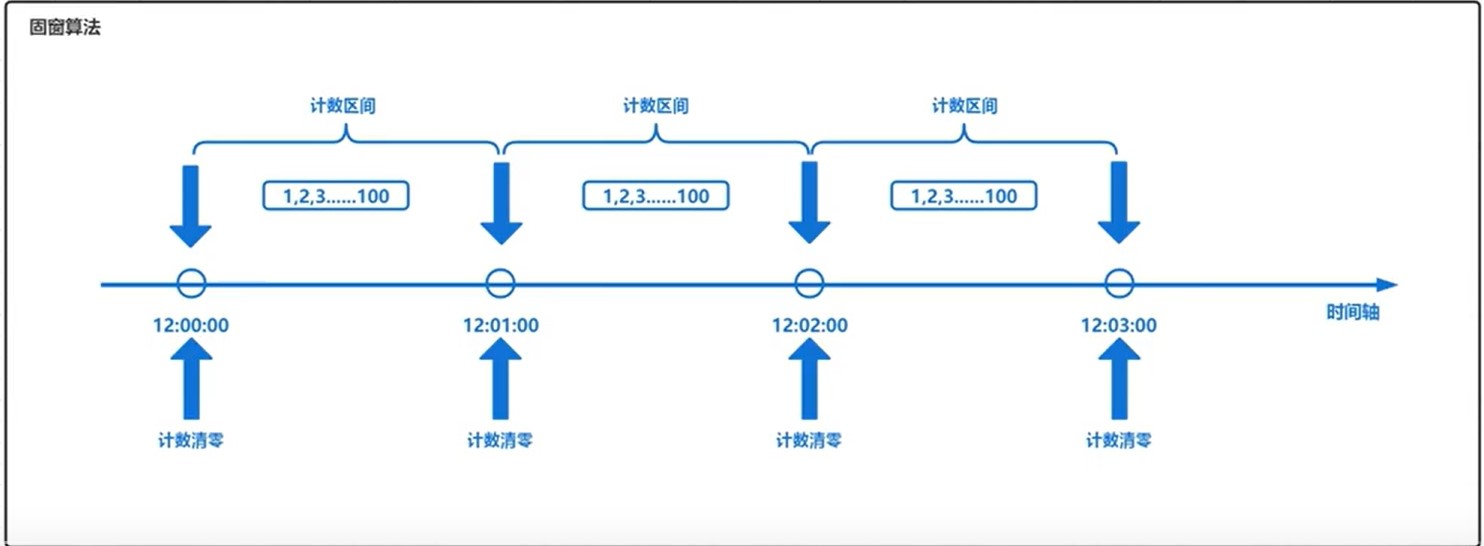 固窗算法
计数区间 计数区间 计数区间
1,2,3......100 1,2,3......100 1,2,3......100
12:00:00 12:01:00 12:02:00 12:03:00
时间轴
计数清零 计数清零 计数清零 计数清零